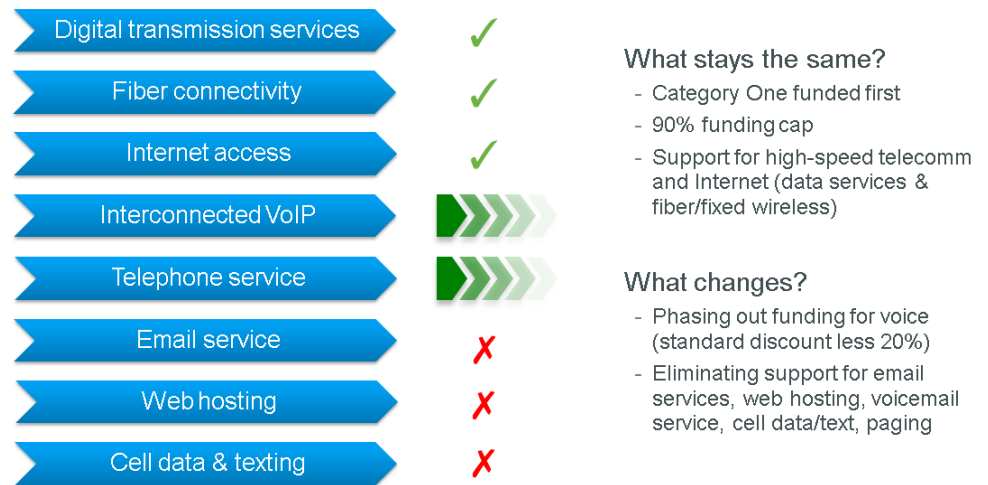 Digital transmission services
Fiber connectivity
Internet access
Interconnected VoIP
Telephone service
Email service
Web hosting
Cell data & texting
What stays the same?
- Category One funded first
- 90% funding cap
- Support for high-speed telecomm
and Internet (data services &
fiber/fixed wireless)
What changes?
- Phasing out funding for voice
(standard discount less 20%)
- Eliminating support for email
services, web hosting, voicemail
service, cell data/text, paging